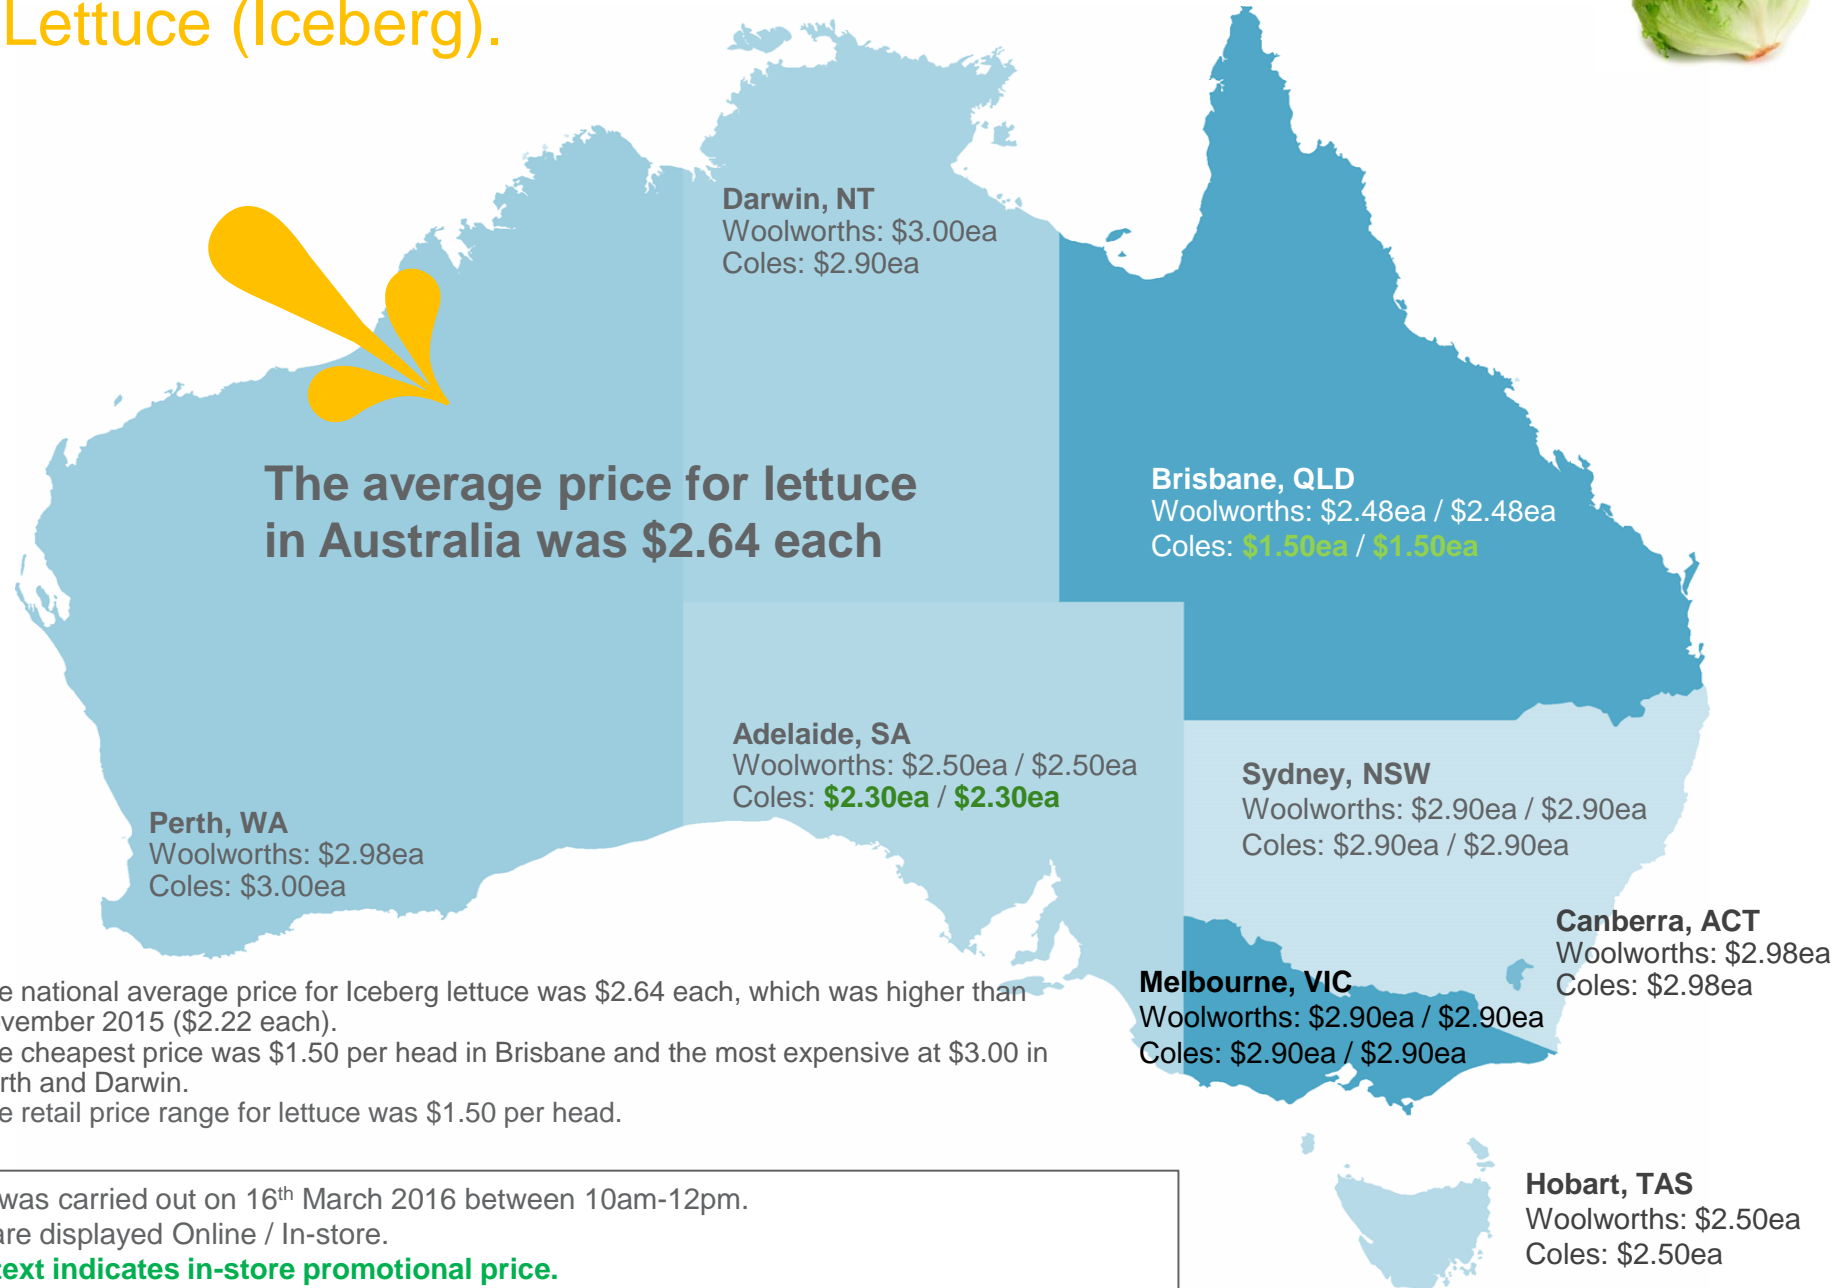 Lettuce (Iceberg).
Darwin, NT
Woolworths: $3.00ea
Coles: $2.90ea
The average price for lettuce
in Australia was $2.64 each
Brisbane, QLD
Woolworths: $2.48ea / $2.48ea
Coles: $1.50ea / $1.50ea
Adelaide, SA
Woolworths: $2.50ea / $2.50ea
Coles: $2.30ea / $2.30ea
Sydney, NSW
Woolworths: $2.90ea / $2.90ea
Coles: $2.90ea / $2.90ea
Perth, WA
Woolworths: $2.98ea
Coles: $3.00ea
Canberra, ACT
Woolworths: $2.98ea
Coles: $2.98ea
Melbourne, VIC
Woolworths: $2.90ea / $2.90ea
Coles: $2.90ea / $2.90ea
e national average price for Iceberg lettuce was $2.64 each, which was higher than
vember 2015 ($2.22 each).
e cheapest price was $1.50 per head in Brisbane and the most expensive at $3.00 in
rth and Darwin.
e retail price range for lettuce was $1.50 per head.
was carried out on 16th March 2016 between 10am-12pm.
are displayed Online / In-store.
text indicates in-store promotional price.
Hobart, TAS
Woolworths: $2.50ea
Coles: $2.50ea